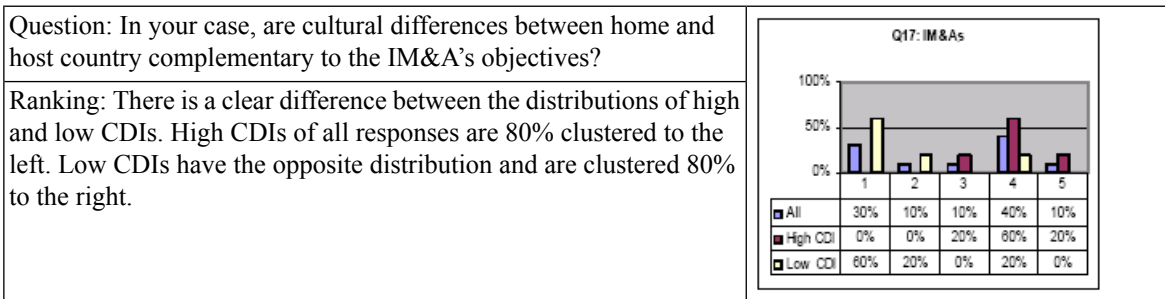 Question: In your case, are cultural differences between home and
host country complementary to the IM&A's objectives?
Ranking: There is a clear difference between the distributions of high
and low CDIs. High CDIs of all responses are 80% clustered to the
left. Low CDIs have the opposite distribution and are clustered 80%
to the right.
Q17: IM&As
100%
50%
0%
1 2 3 4 5
All 30% 10% 10% 40% 10%
High CDI 0% 0% 20% 60% 20%
Low CDI 60% 20% 0% 20% 0%